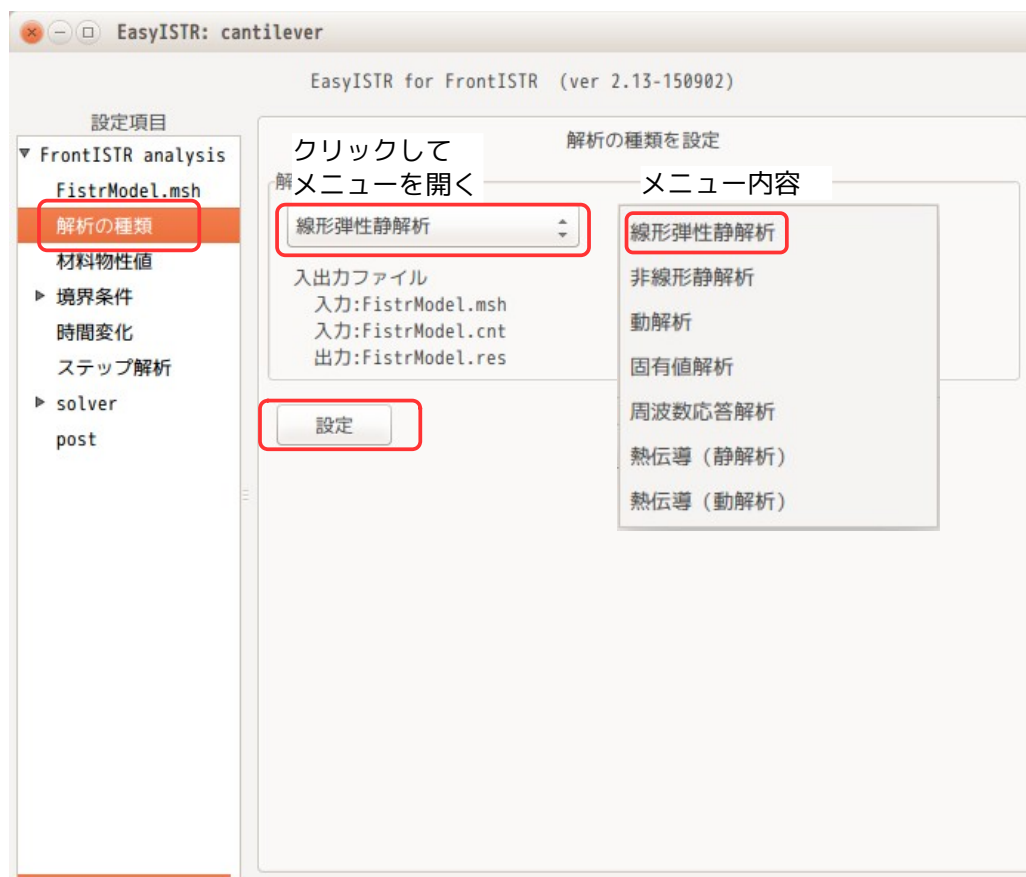 EasyISTR: cantilever
EasyISTR for FrontISTR (ver 2.13-150902)
設定項目
FrontISTR analysis
FistrModel.msh
解析の種類
材料物性値
境界条件
時間変化
ステップ解析
solver
post
解析の種類を設定
クリックして
メニューを開く
解
線形弾性静解析
入出力ファイル
入力:FistrModel.msh
入力:FistrModel.cnt
出力:FistrModel.res
設定
メニュー内容
線形弾性静解析
非線形静解析
動解析
固有値解析
周波数応答解析
熱伝導（静解析）
熱伝導（動解析）